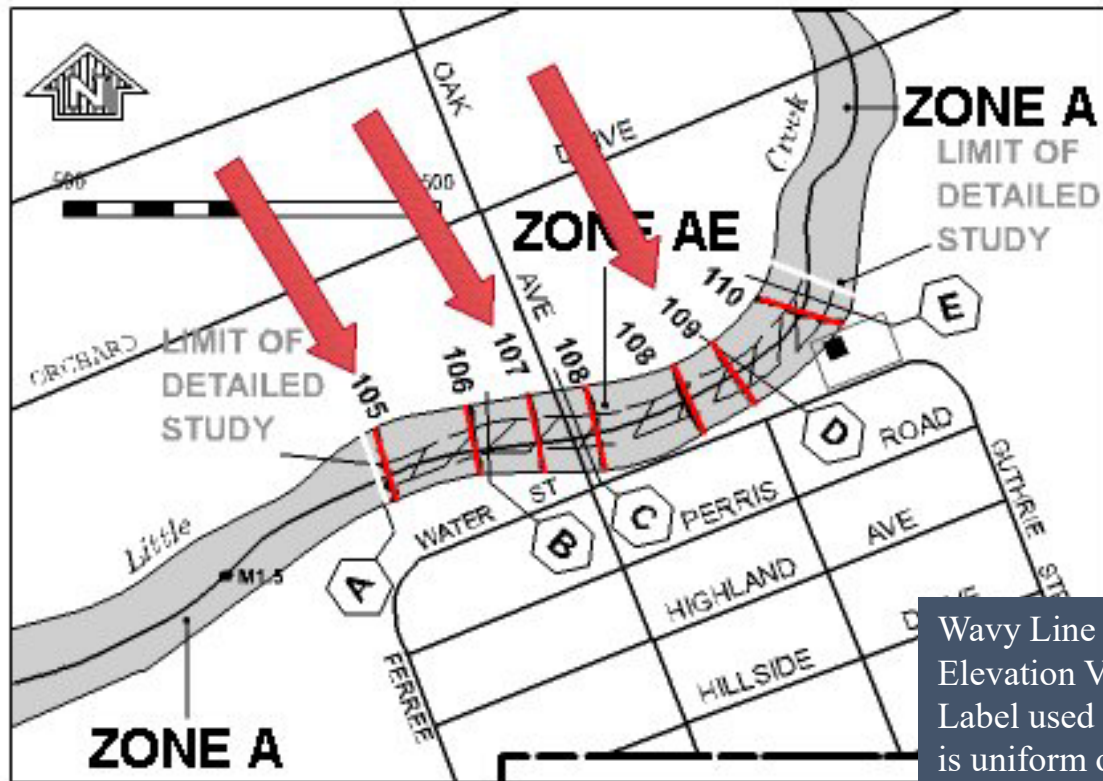 N
500
500
OAK
DRIVE
Creek
ZONE A
LIMIT OF
DETAILED
STUDY
ZONE AE
AVE
110
109
108
108
107
106
105
E
ORCHARD
LIMIT OF
DETAILED
STUDY
D
ROAD
GUTHRIE
C
PERRIS
ST
B
WATER
AVE
Little
A
M1.5
HIGHLAND
HILLSIDE
FERREE
ZONE A
Wavy Line
Elevation V
Label used
is uniform